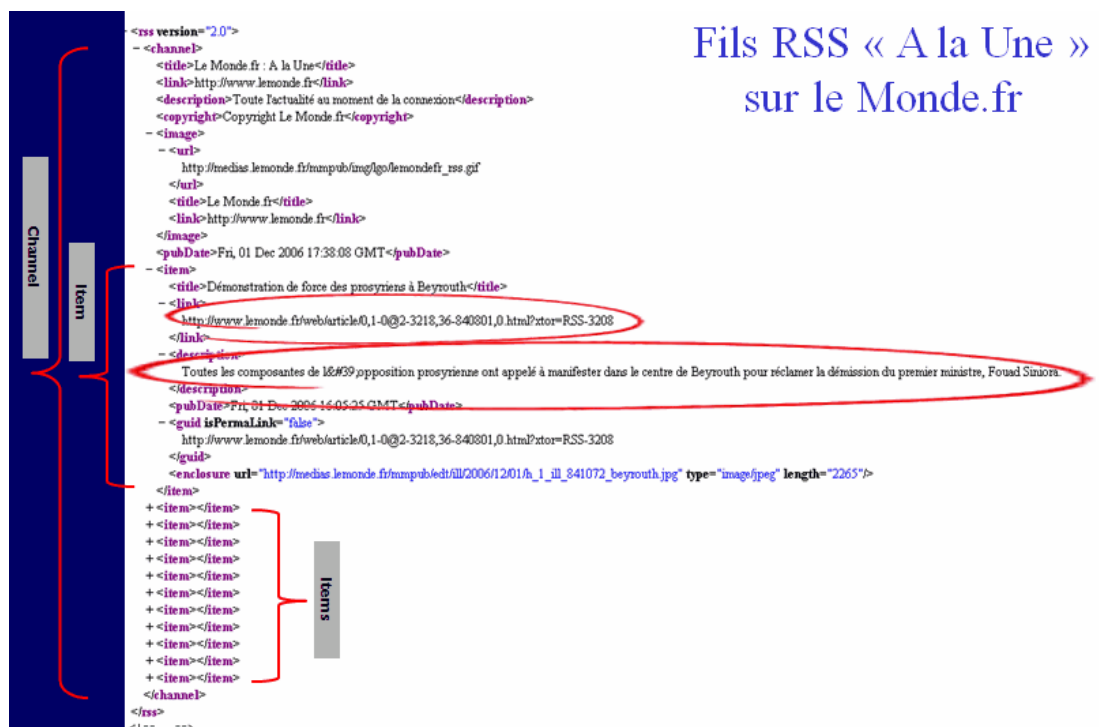 Fils RSS « A la Une »
sur le Monde.fr
- <rss version="2.0">
- <channel>
<title>Le Monde.fr : A la Une</title>
<link>http://www.lemonde.fr</link>
<description>Toute l'actualité au moment de la connexion</description>
<copyright>Copyright Le Monde.fr</copyright>
- <image>
- <url>
http://medias.lemonde.fr/mmpub/img/lgo/lemondefr_rss.gif
</url>
<title>Le Monde.fr</title>
<link>http://www.lemonde.fr</link>
</image>
<pubDate>Fri, 01 Dec 2006 17:38:08 GMT</pubDate>
- <item>
<title>Démonstration de force des prosyriens à Beyrouth</title>
- <link>
http://www.lemonde.fr/web/article/0,1-0@2-3218,36-840801,0.html?xtor=RSS-3208
</link>
- <description>
Toutes les composantes de l&#39;opposition prosyrienne ont appelé à manifester dans le centre de Beyrouth pour réclamer la démission du premier ministre, Fouad Siniora.
</description>
<pubDate>Fri, 01 Dec 2006 16:05:25 GMT</pubDate>
- <guid isPermaLink="false">
http://www.lemonde.fr/web/article/0,1-0@2-3218,36-840801,0.html?xtor=RSS-3208
</guid>
<enclosure url="http://medias.lemonde.fr/mmpub/edt/ill/2006/12/01/h_1_ill_841072_beyrouth.jpg" type="image/jpeg" length="2265"/>
</item>
+ <item></item>
+ <item></item>
+ <item></item>
+ <item></item>
+ <item></item>
+ <item></item>
+ <item></item>
+ <item></item>
+ <item></item>
+ <item></item>
+ <item></item>
</channel>
</rss>
Channel
Item
Items